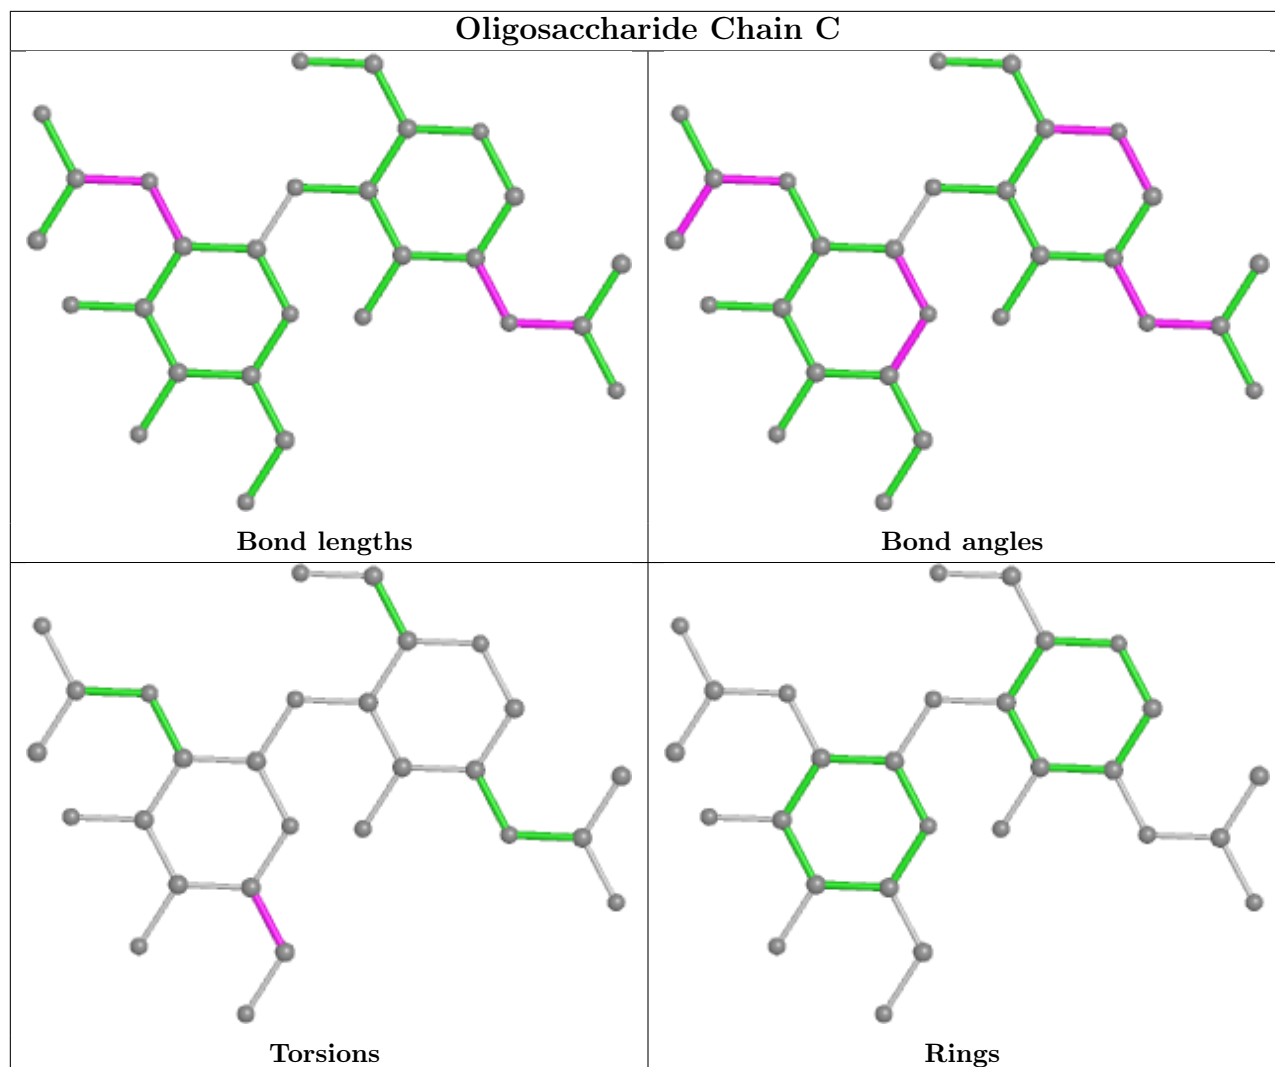 Oligosaccharide Chain C
Bond lengths
Bond angles
Torsions
Rings